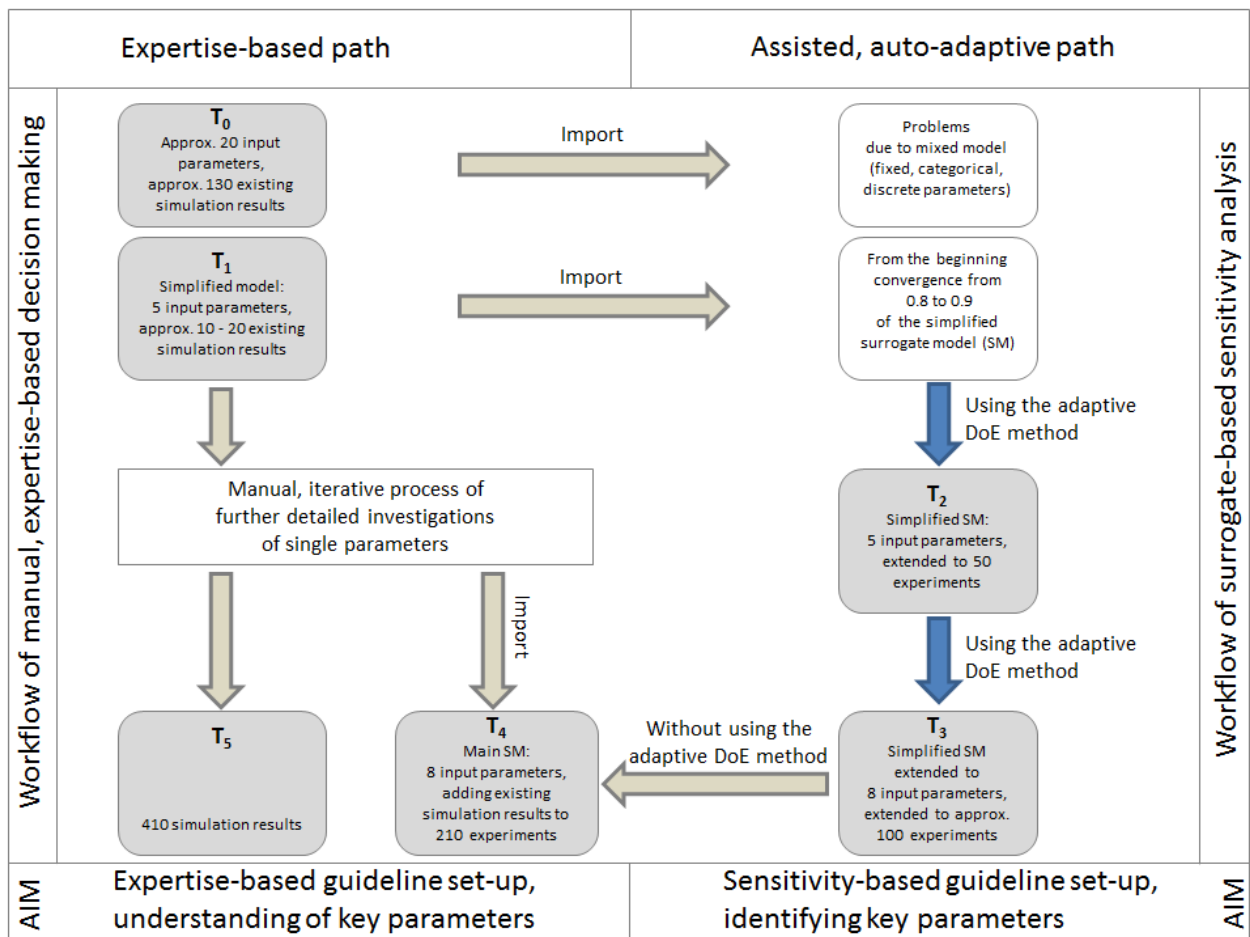 Expertise-based path
Assisted, auto-adaptive path
Workflow of manual, expertise-based decision making
T0
Approx. 20 input
parameters,
approx. 130 existing
simulation results
Import
Problems
due to mixed model
(fixed, categorical,
discrete parameters)
Workflow of surrogate-based sensitivity analysis
T1
Simplified model:
5 input parameters,
approx. 10 - 20 existing
simulation results
Import
From the beginning
convergence from
0.8 to 0.9
of the simplified
surrogate model (SM)
Using the adaptive
DoE method
Manual, iterative process of
further detailed investigations
of single parameters
T2
Simplified SM:
5 input parameters,
extended to 50
experiments
Import
Using the adaptive
DoE method
T5
410 simulation results
T4
Main SM:
8 input parameters,
adding existing
simulation results to
210 experiments
Without using the
adaptive DoE method
T3
Simplified SM
extended to
8 input parameters,
extended to approx.
100 experiments
AIM
Expertise-based guideline set-up,
understanding of key parameters
Sensitivity-based guideline set-up,
identifying key parameters
AIM